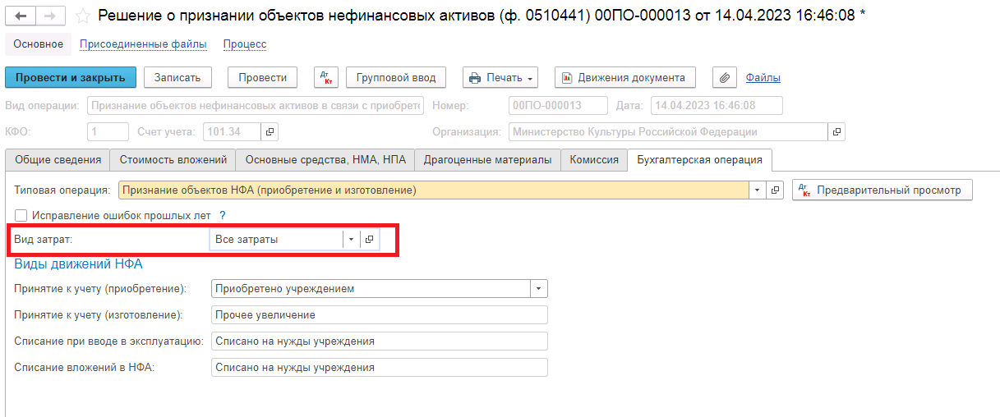 Решение о признании объектов нефинансовых активов (ф. 0510441) 00ПО-000013 от 14.04.2023 16:46:08 *
Основное Присоединенные файлы Процесс
Провести и закрыть Записать Провести Дт Кт Групповой ввод Печать Движения документа Файлы
Вид операции: Признание объектов нефинансовых активов в связи с приобрете Номер: 00ПО-000013 Дата: 14.04.2023 16:46:08
КФО: 1 Счет учета: 101.34 Организация: Министерство Культуры Российской Федерации
Общие сведения Стоимость вложений Основные средства, НМА, НПА Драгоценные материалы Комиссия Бухгалтерская операция
Типовая операция: Признание объектов НФА (приобретение и изготовление) Дт Кт Предварительный просмотр
Исправление ошибок прошлых лет ?
Вид затрат: Все затраты
Виды движений НФА
Принятие к учету (приобретение): Приобретено учреждением
Принятие к учету (изготовление): Прочее увеличение
Списание при вводе в эксплуатацию: Списано на нужды учреждения
Списание вложений в НФА: Списано на нужды учреждения